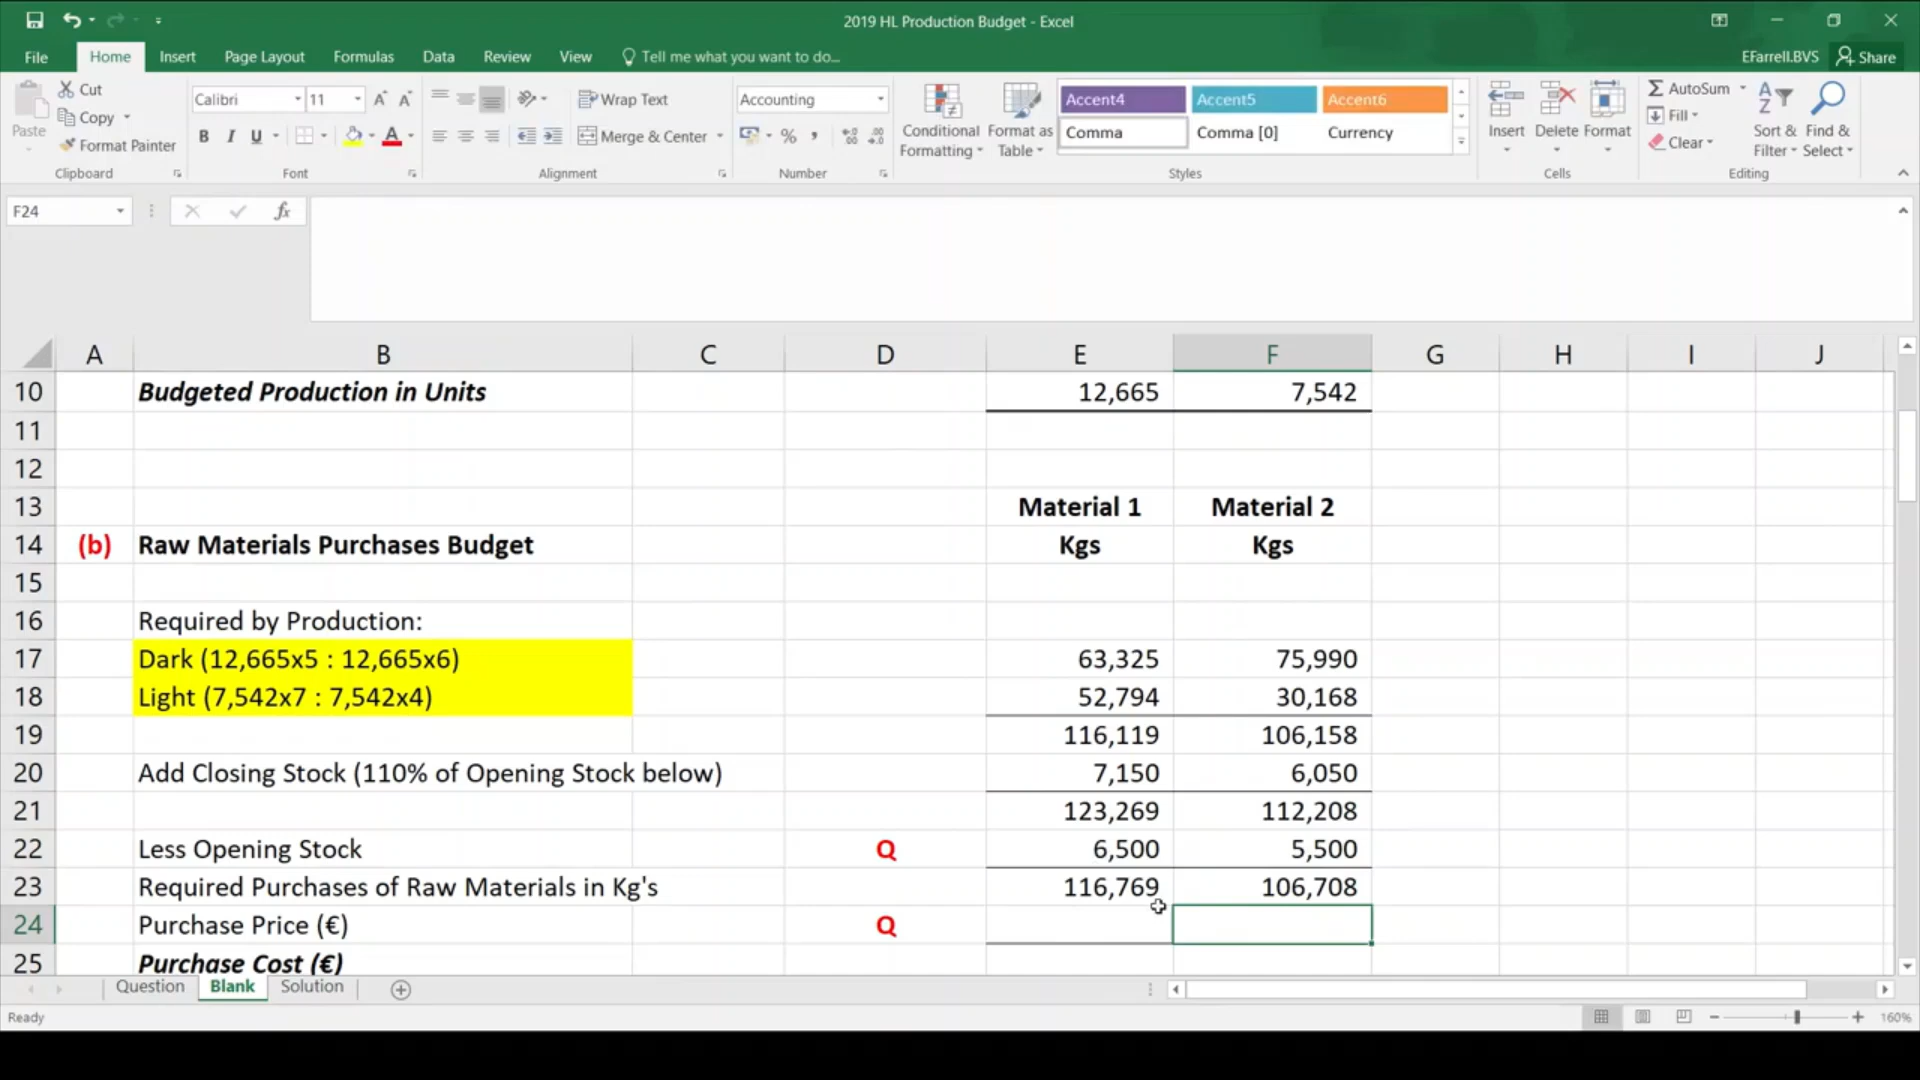 2019 HL Production Budget - Excel
File Home Insert Page Layout Formulas Data Review View Tell me what you want to do... EFarrell.BVS Share
Paste Cut Copy Format Painter Clipboard
Calibri 11 A A B I U A Font
Wrap Text Merge & Center Alignment
Accounting % , Number
Conditional Formatting Format as Table
Accent4 Accent5 Accent6
Comma Comma [0] Currency
Styles
Insert Delete Format Cells
AutoSum Fill Clear Sort & Filter Find & Select Editing
F24 fx
A B C D E F G H I J
10 Budgeted Production in Units 12,665 7,542
11
12
13 Material 1 Material 2
14 (b) Raw Materials Purchases Budget Kgs Kgs
15
16 Required by Production:
17 Dark (12,665x5 : 12,665x6) 63,325 75,990
18 Light (7,542x7 : 7,542x4) 52,794 30,168
19 116,119 106,158
20 Add Closing Stock (110% of Opening Stock below) 7,150 6,050
21 123,269 112,208
22 Less Opening Stock Q 6,500 5,500
23 Required Purchases of Raw Materials in Kg's 116,769 106,708
24 Purchase Price (€) Q
25 Purchase Cost (€)
Question Blank Solution
Ready 160%